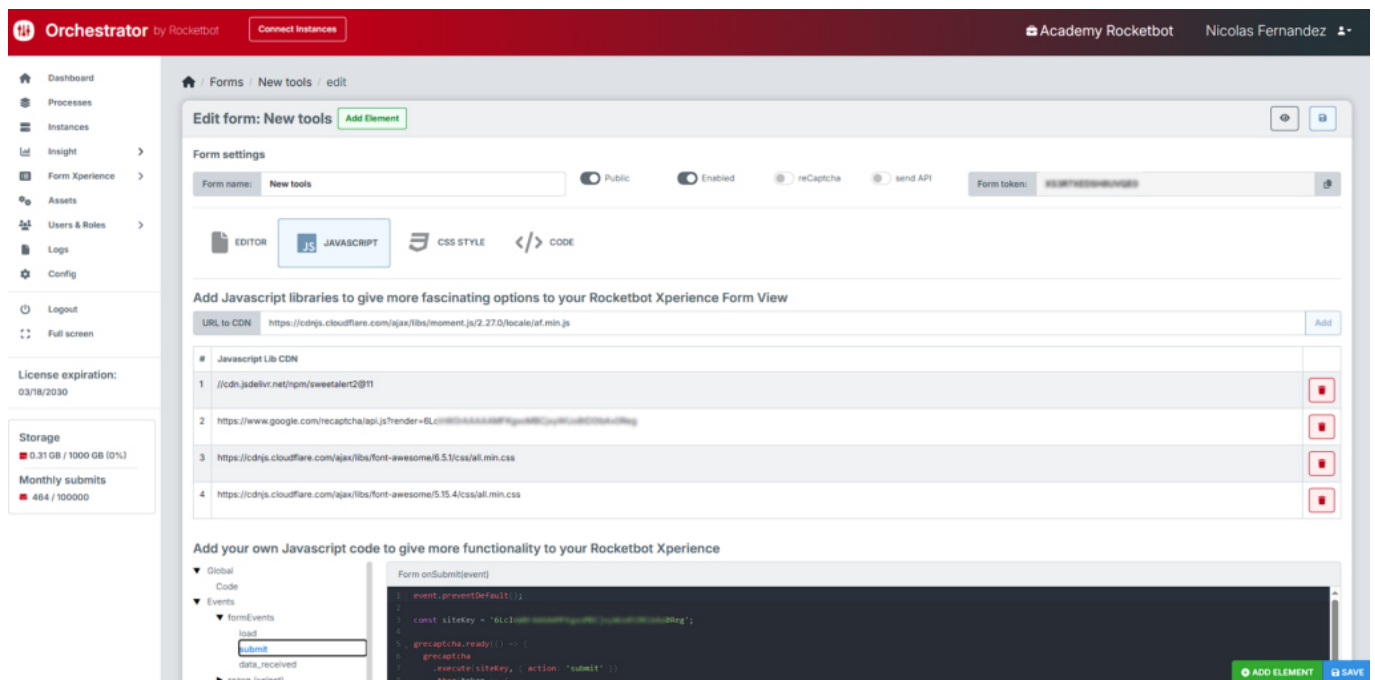 Orchestrator by Rocketbot
Connect Instances
Academy Rocketbot
Nicolas Fernandez
Dashboard
Processes
Instances
Insight
Form Xperience
Assets
Users & Roles
Logs
Config
Logout
Full screen
License expiration:
03/18/2030
Storage
0.31 GB / 1000 GB (0%)
Monthly submits
464 / 100000
/ Forms / New tools / edit
Edit form: New tools
Add Element
Form settings
Form name: New tools
Public
Enabled
reCaptcha
send API
Form token:
EDITOR
JS JAVASCRIPT
CSS STYLE
</> CODE
Add Javascript libraries to give more fascinating options to your Rocketbot Xperience Form View
URL to CDN https://cdnjs.cloudflare.com/ajax/libs/moment.js/2.27.0/locale/af.min.js Add
# Javascript Lib CDN
1 //cdn.jsdelivr.net/npm/sweetalert2@11
2 https://www.google.com/recaptcha/api.js?render=6Lc
3 https://cdnjs.cloudflare.com/ajax/libs/font-awesome/6.5.1/css/all.min.css
4 https://cdnjs.cloudflare.com/ajax/libs/font-awesome/5.15.4/css/all.min.css
Add your own Javascript code to give more functionality to your Rocketbot Xperience
Global
Code
Events
formEvents
load
submit
data_received
Form onSubmit(event)
1 event.preventDefault();
2
3 const siteKey = '6LcI
4
5 grecaptcha.ready(() => {
6 grecaptcha
7 .execute(siteKey, { action: "submit" })
ADD ELEMENT
SAVE